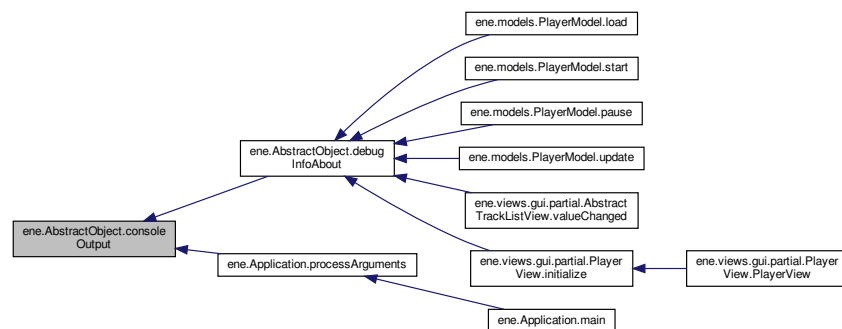 ene.models.PlayerModel.load
ene.models.PlayerModel.start
ene.models.PlayerModel.pause
ene.AbstractObject.debug
InfoAbout
ene.models.PlayerModel.update
ene.views.gui.partial.Abstract
TrackListView.valueChanged
ene.AbstractObject.console
Output
ene.views.gui.partial.Player
View.initialize
ene.views.gui.partial.Player
View.PlayerView
ene.Application.processArguments
ene.Application.main